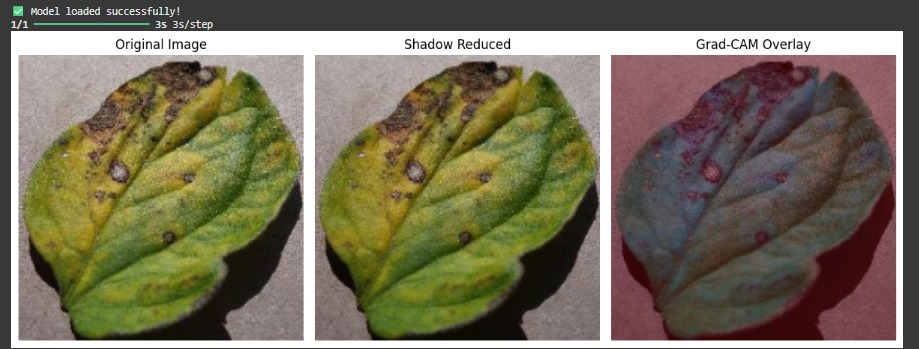 ✅ Model loaded successfully!
1/1 ━━━━━━━━━━━━━━━━━━━━ 3s 3s/step
Original Image
Shadow Reduced
Grad-CAM Overlay